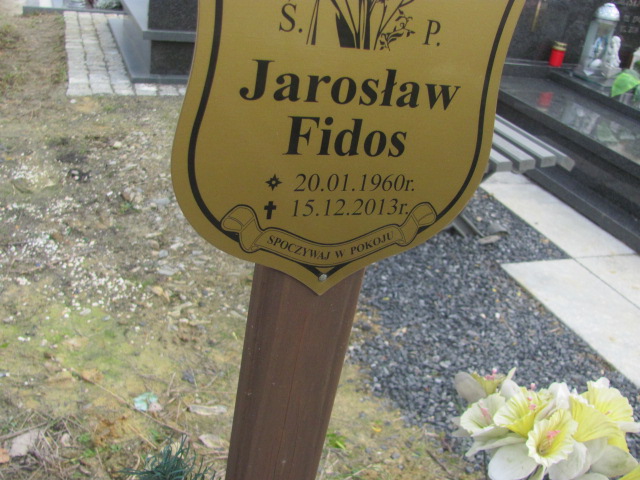 Ś. P.
Jarosław
Fidos
20.01.1960r.
15.12.2013r.
SPOCZYWAJ W POKOJU